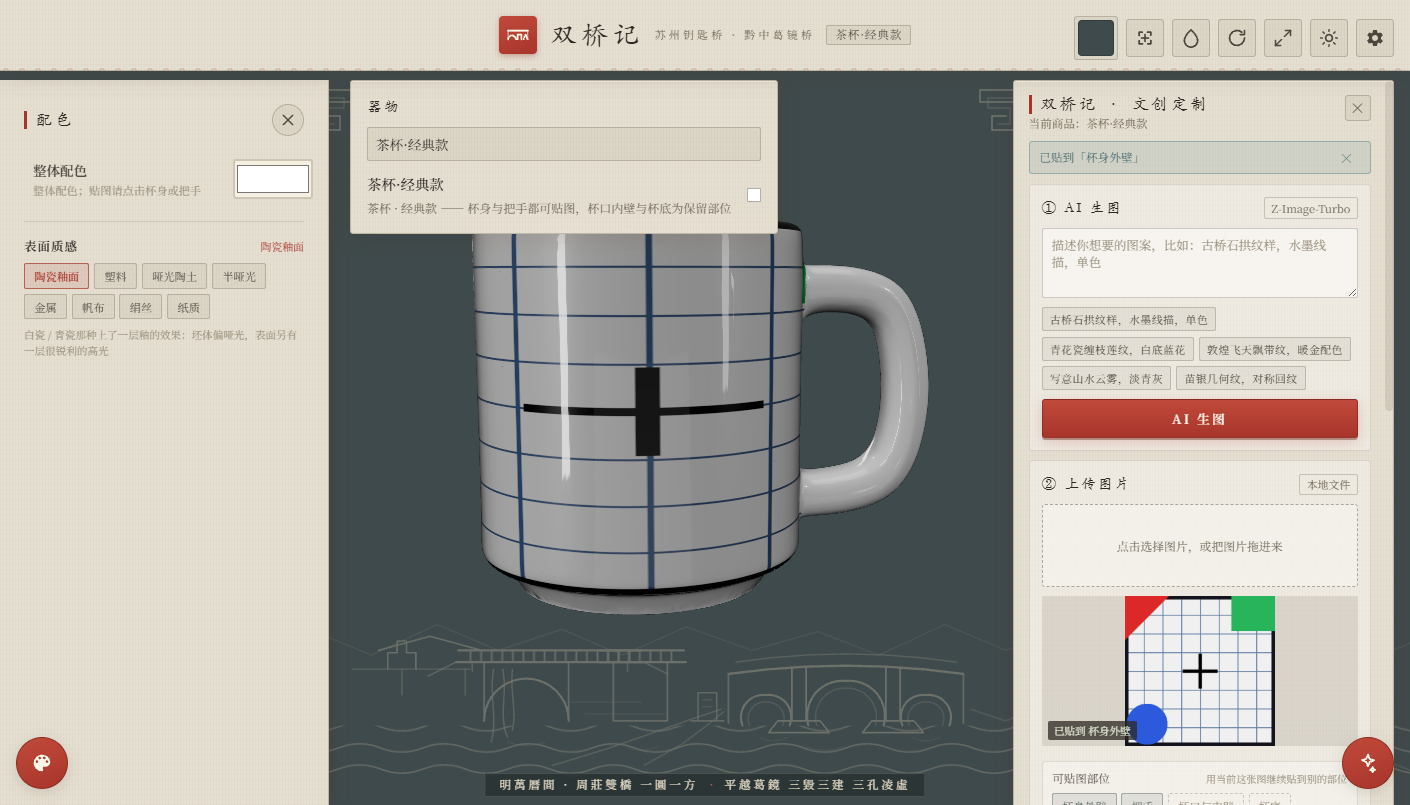 双桥记
苏州钥匙桥 · 黔中葛镜桥
茶杯·经典款
配色
整体配色
整体配色；贴图请点击杯身或把手
表面质感
陶瓷釉面
陶瓷釉面
塑料
哑光陶土
半哑光
金属
帆布
绢丝
纸质
白瓷 / 青瓷那种上了一层釉的效果：坯体偏哑光，表面另有
一层很锐利的高光
器物
茶杯·经典款
茶杯·经典款
茶杯 · 经典款 —— 杯身与把手都可贴图，杯口内壁与杯底为保留部位
明萬曆間 · 周莊雙橋 一圓一方 · 平越葛鏡 三毀三建 三孔凌虛
双桥记 · 文创定制
当前商品：茶杯·经典款
已贴到「杯身外壁」
① AI 生图
Z-Image-Turbo
描述你想要的图案，比如：古桥石拱纹样，水墨线
描，单色
古桥石拱纹样，水墨线描，单色
青花瓷缠枝莲纹，白底蓝花
敦煌飞天飘带纹，暖金配色
写意山水云雾，淡青灰
苗银几何纹，对称回纹
AI 生图
② 上传图片
本地文件
点击选择图片，或把图片拖进来
已贴到 杯身外壁
可贴图部位
用当前这张图继续贴到别的部位